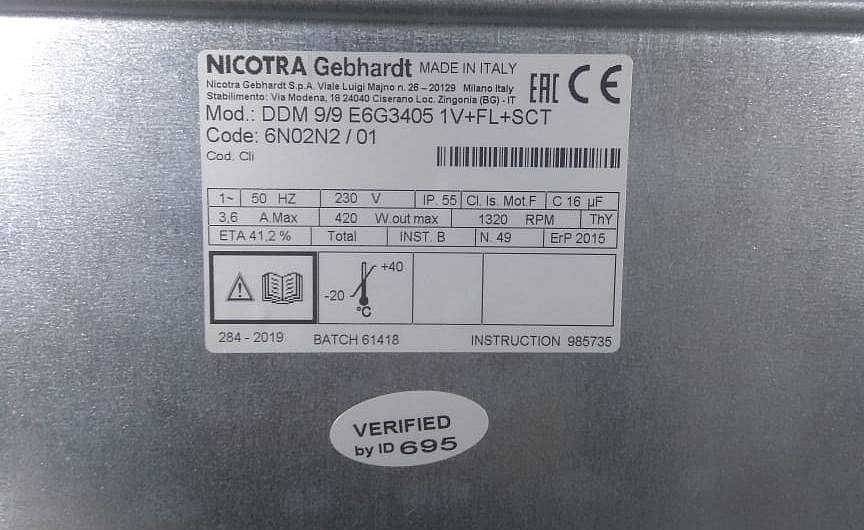 NICOTRA Gebhardt MADE IN ITALY
Nicotra Gebhardt S.p.A. Viale Luigi Majno n. 26 – 20129 Milano Italy
Stabilimento: Via Modena, 18 24040 Ciserano Loc. Zingonia (BG) - IT
EAC CE
Mod.: DDM 9/9 E6G3405 1V+FL+SCT
Code: 6N02N2 / 01
Cod. Cli
1~ 50 HZ 230 V IP. 55 Cl. Is. Mot.F C 16 µF
3,6 A.Max 420 W.out max 1320 RPM ThY
ETA 41,2 % Total INST. B N. 49 ErP 2015
-20 +40 °C
284 - 2019 BATCH 61418 INSTRUCTION 985735
VERIFIED
by ID 695